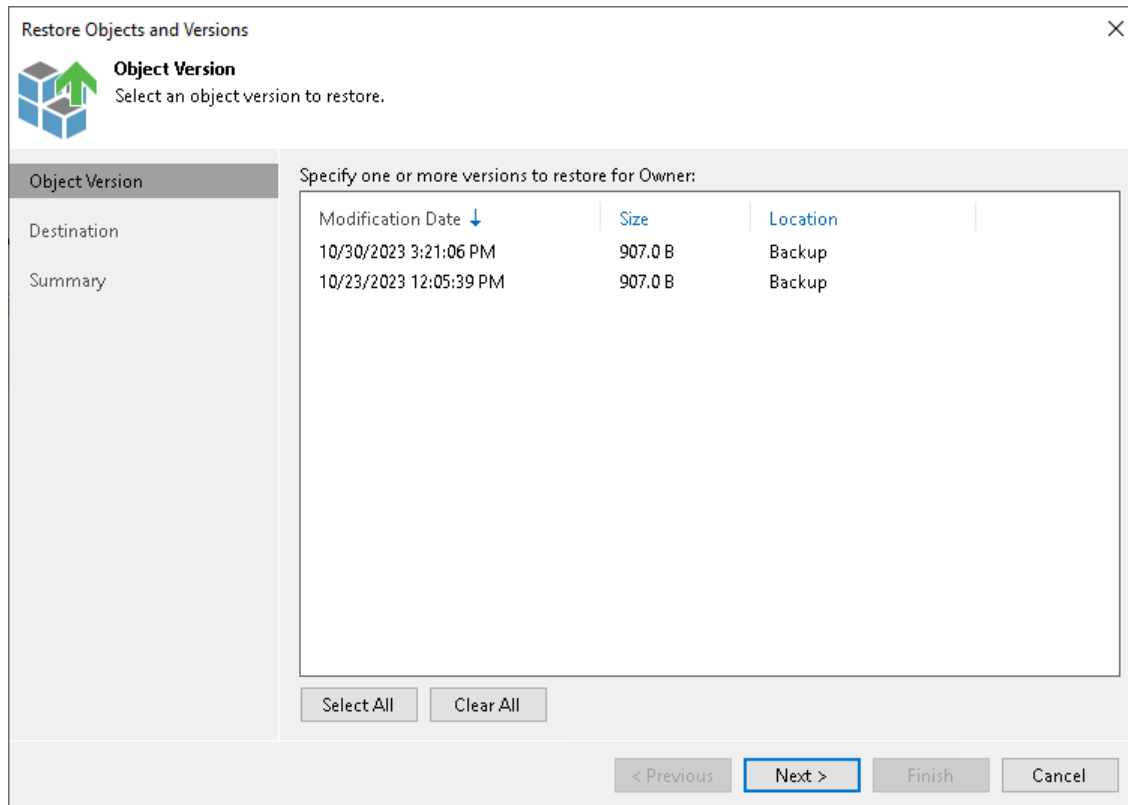 Restore Objects and Versions
Object Version
Select an object version to restore.
Object Version
Destination
Summary
Specify one or more versions to restore for Owner:
Modification Date Size Location
10/30/2023 3:21:06 PM 907.0 B Backup
10/23/2023 12:05:39 PM 907.0 B Backup
Select All Clear All
< Previous Next > Finish Cancel